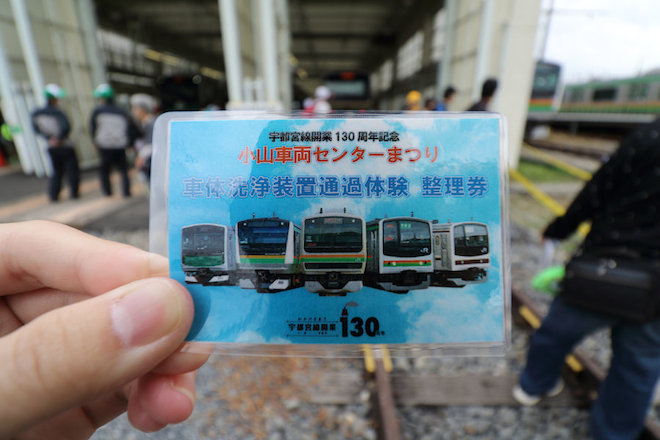 宇都宮線開業130周年記念
小山車両センターまつり
車体洗浄装置通過体験 整理券
宇都宮線開業
130